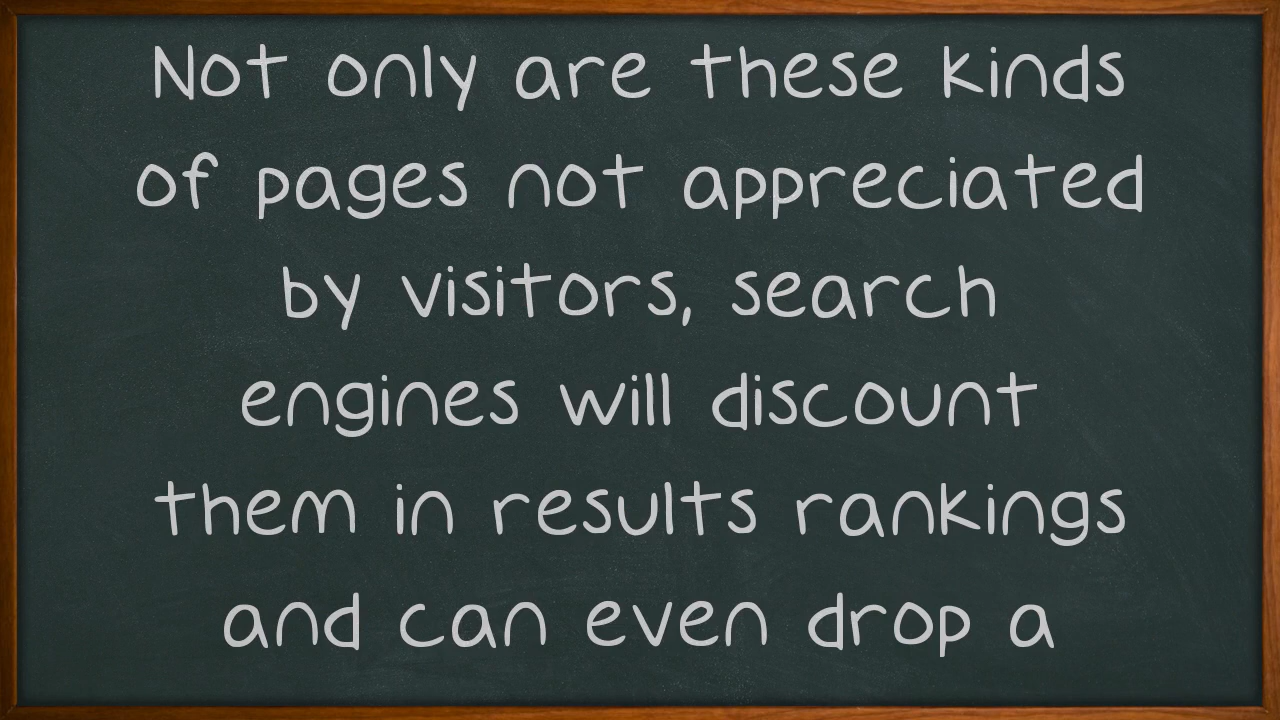 Not only are these kinds
of pages not appreciated
by visitors, search
engines will discount
them in results rankings
and can even drop a